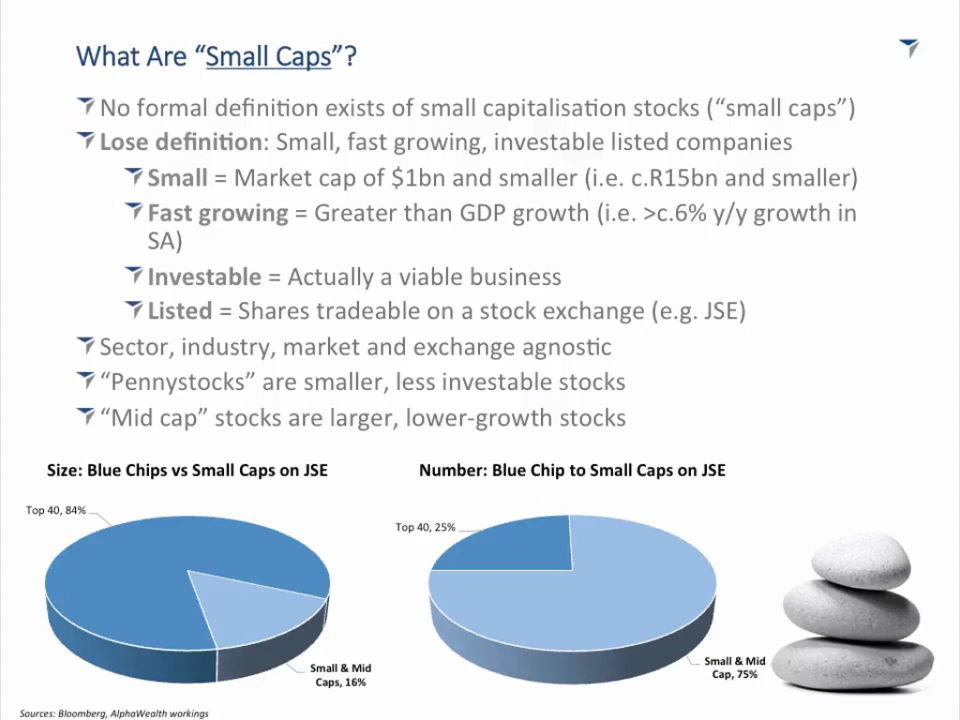 What Are “Small Caps”?
No formal definition exists of small capitalisation stocks (“small caps”)
Lose definition: Small, fast growing, investable listed companies
Small = Market cap of $1bn and smaller (i.e. c.R15bn and smaller)
Fast growing = Greater than GDP growth (i.e. >c.6% y/y growth in
SA)
Investable = Actually a viable business
Listed = Shares tradeable on a stock exchange (e.g. JSE)
Sector, industry, market and exchange agnostic
“Pennystocks” are smaller, less investable stocks
“Mid cap” stocks are larger, lower-growth stocks
Size: Blue Chips vs Small Caps on JSE
Top 40, 84%
Small & Mid
Caps, 16%
Number: Blue Chip to Small Caps on JSE
Top 40, 25%
Small & Mid
Cap, 75%
Sources: Bloomberg, AlphaWealth workings